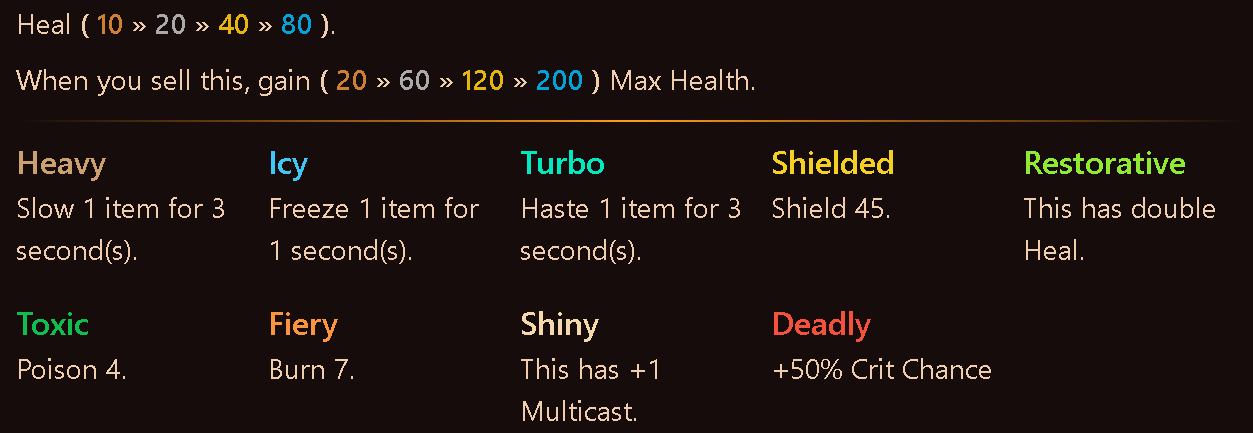 Heal ( 10 » 20 » 40 » 80 ).
When you sell this, gain ( 20 » 60 » 120 » 200 ) Max Health.
Heavy
Slow 1 item for 3
second(s).
Icy
Freeze 1 item for
1 second(s).
Turbo
Haste 1 item for 3
second(s).
Shielded
Shield 45.
Restorative
This has double
Heal.
Toxic
Poison 4.
Fiery
Burn 7.
Shiny
This has +1
Multicast.
Deadly
+50% Crit Chance